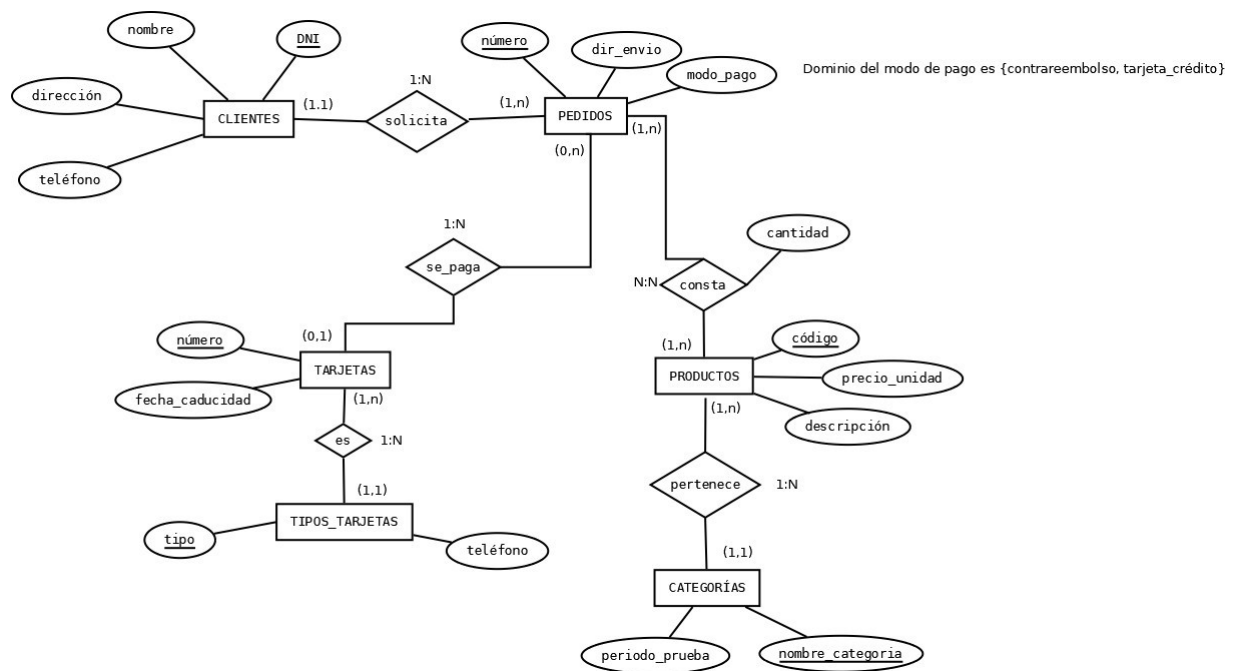 nombre
DNI
número
dir_envio
modo_pago
Dominio del modo de pago es {contrareembolso, tarjeta_crédito}
dirección
1:N
CLIENTES
(1.1)
solicita
(1,n)
PEDIDOS
(1,n)
(0,n)
teléfono
1:N
cantidad
se_paga
N:N
consta
número
(0,1)
(1,n)
código
TARJETAS
PRODUCTOS
precio_unidad
fecha_caducidad
(1,n)
(1,n)
descripción
es
1:N
pertenece
1:N
(1,1)
TIPOS_TARJETAS
tipo
teléfono
(1,1)
CATEGORÍAS
periodo_prueba
nombre_categoria